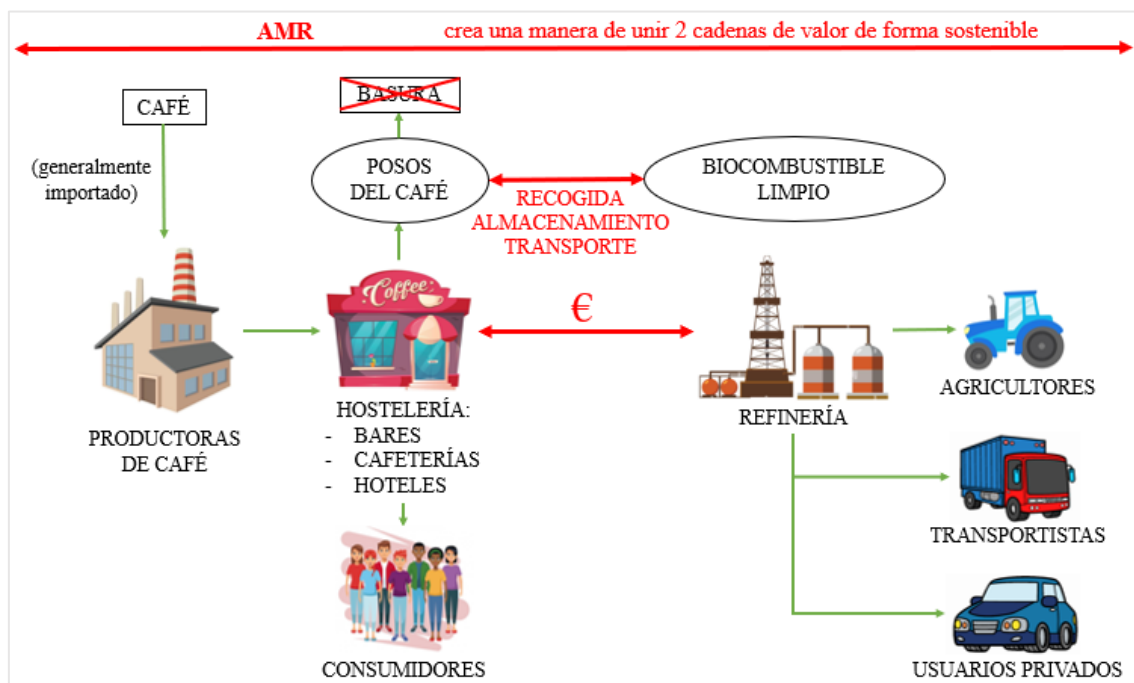 AMR crea una manera de unir 2 cadenas de valor de forma sostenible
CAFÉ
(generalmente
importado)
BASURA
POSOS
DEL CAFÉ
RECOGIDA
ALMACENAMIENTO
TRANSPORTE
BIOCOMBUSTIBLE
LIMPIO
Coffee
€
PRODUCTORAS
DE CAFÉ
HOSTELERÍA:
- BARES
- CAFETERÍAS
- HOTELES
CONSUMIDORES
REFINERÍA
AGRICULTORES
TRANSPORTISTAS
USUARIOS PRIVADOS